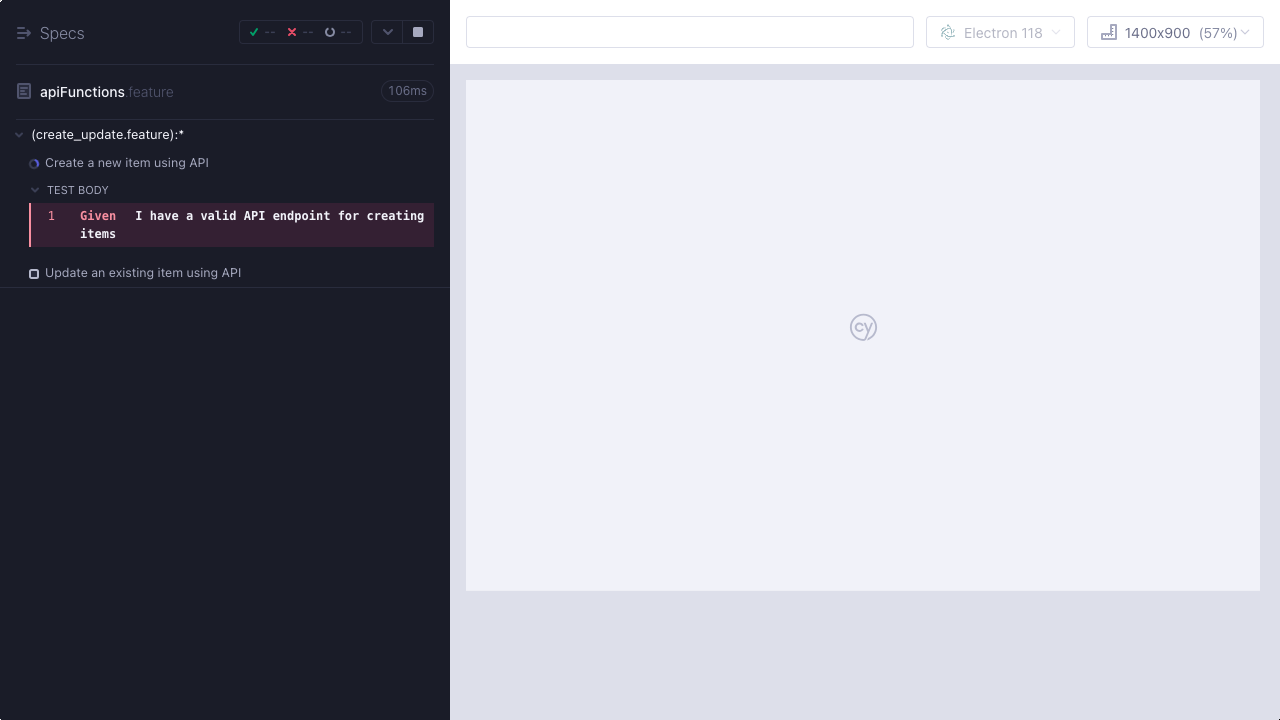 Specs
--
--
--
Electron 118
1400x900 (57%)
apiFunctions.feature
106ms
(create_update.feature):*
Create a new item using API
TEST BODY
1 Given I have a valid API endpoint for creating
items
Update an existing item using API
cy